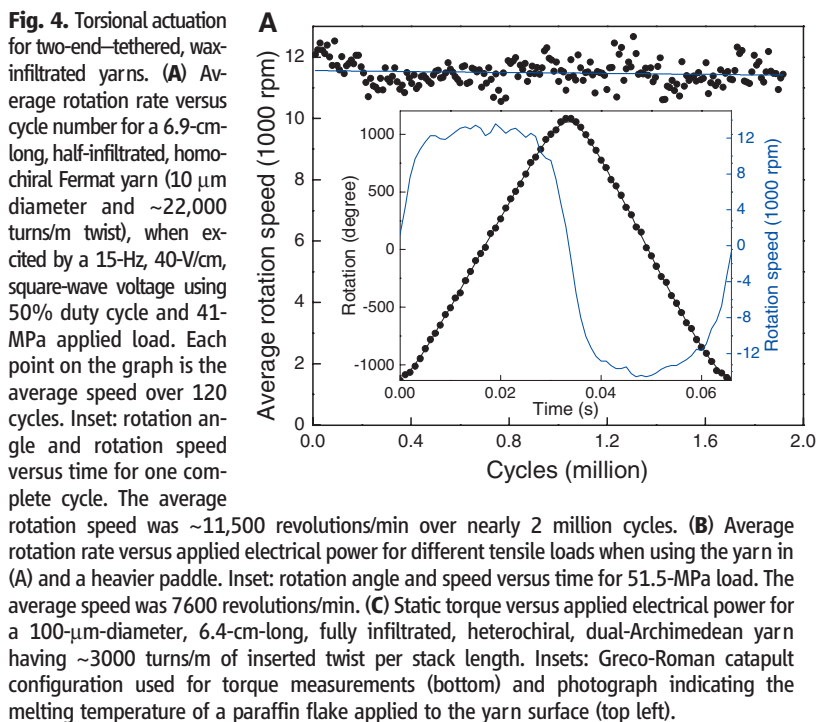 Fig. 4. Torsional actuation
for two-end–tethered, wax-
infiltrated yarns. (A) Av-
erage rotation rate versus
cycle number for a 6.9-cm-
long, half-infiltrated, homo-
chiral Fermat yarn (10 μm
diameter and ~22,000
turns/m twist), when ex-
cited by a 15-Hz, 40-V/cm,
square-wave voltage using
50% duty cycle and 41-
MPa applied load. Each
point on the graph is the
average speed over 120
cycles. Inset: rotation an-
gle and rotation speed
versus time for one com-
plete cycle. The average
rotation speed was ~11,500 revolutions/min over nearly 2 million cycles. (B) Average
rotation rate versus applied electrical power for different tensile loads when using the yarn in
(A) and a heavier paddle. Inset: rotation angle and speed versus time for 51.5-MPa load. The
average speed was 7600 revolutions/min. (C) Static torque versus applied electrical power for
a 100-μm-diameter, 6.4-cm-long, fully infiltrated, heterochiral, dual-Archimedean yarn
having ~3000 turns/m of inserted twist per stack length. Insets: Greco-Roman catapult
configuration used for torque measurements (bottom) and photograph indicating the
melting temperature of a paraffin flake applied to the yarn surface (top left).
A
Average rotation speed (1000 rpm)
12
10
8
6
4
2
0
0.0 0.4 0.8 1.2 1.6 2.0
Cycles (million)
Rotation (degree)
1000
500
0
-500
-1000
0.00 0.02 0.04 0.06
Time (s)
12
8
4
0
-4
-8
-12
Rotation speed (1000 rpm)